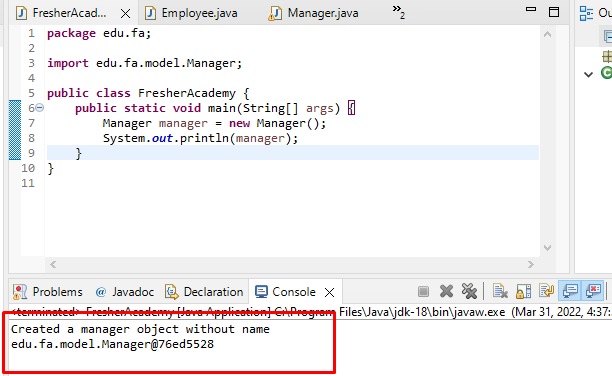 FresherAcad... Employee.java Manager.java »2 Ou
1 package edu.fa;
2
3 import edu.fa.model.Manager;
4
5 public class FresherAcademy {
6 public static void main(String[] args) {
7 Manager manager = new Manager();
8 System.out.println(manager);
9 }
10 }
11
Problems @ Javadoc Declaration Console
<terminated> FresherAcademy [Java Application] C:\Program Files\Java\jdk-18\bin\javaw.exe (Mar 31, 2022, 4:37:
Created a manager object without name
edu.fa.model.Manager@76ed5528